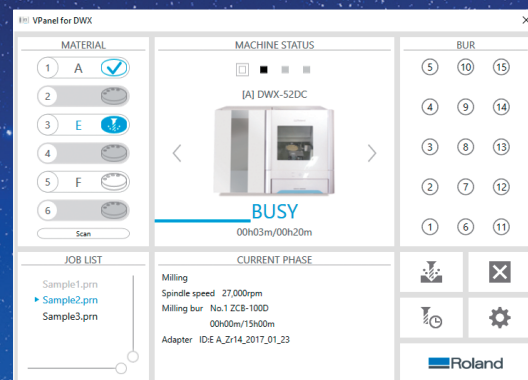 VPanel for DWX
MATERIAL
1 A
2
3 E
4
5 F
6
Scan
MACHINE STATUS
[A] DWX-52DC
BUSY
00h03m/00h20m
BUR
5 10 15
4 9 14
3 8 13
2 7 12
1 6 11
JOB LIST
Sample1.prn
Sample2.prn
Sample3.prn
CURRENT PHASE
Milling
Spindle speed 27,000rpm
Milling bur No.1 ZCB-100D
00h00m/15h00m
Adapter ID:E A_Zr14_2017_01_23
Roland